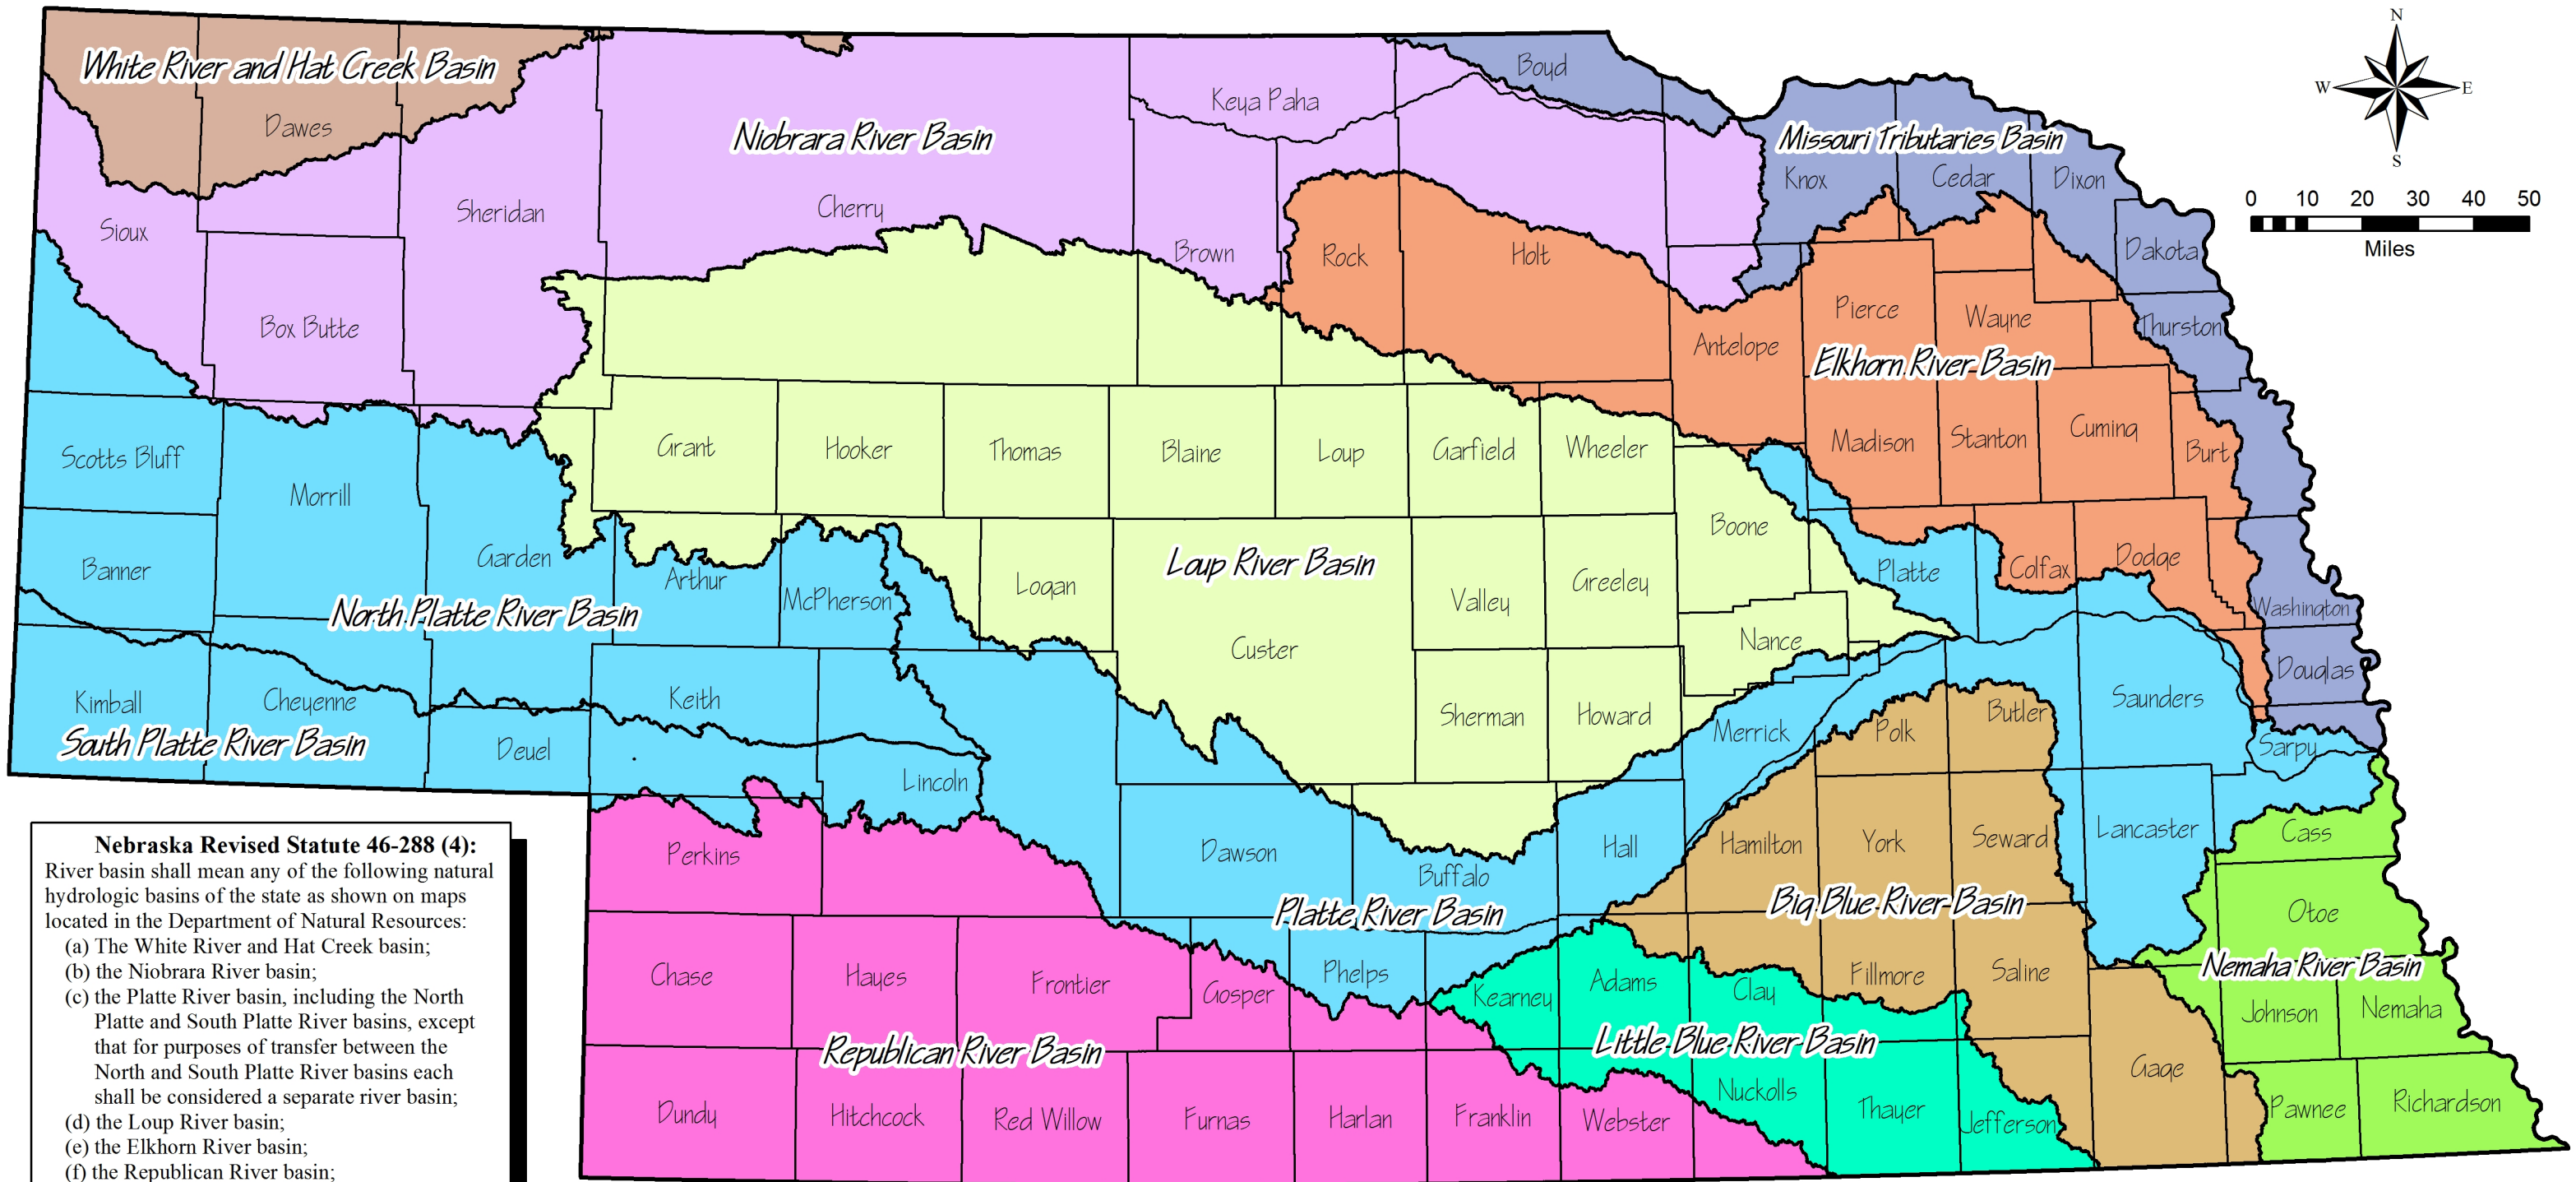 N
W E
S
0 10 20 30 40 50
Miles
White River and Hat Creek Basin
Dawes
Sioux
Sheridan
Box Butte
Niobrara River Basin
Cherry
Keya Paha
Brown
Rock
Holt
Boyd
Missouri Tributaries Basin
Knox
Cedar
Dixon
Dakota
Thurston
Pierce
Wayne
Antelope
Elkhorn River Basin
Madison
Stanton
Cuming
Burt
Scotts Bluff
Morrill
Banner
Garden
Grant
Hooker
Thomas
Blaine
Loup
Garfield
Wheeler
Boone
Arthur
McPherson
Logan
Loup River Basin
Custer
Valley
Greeley
Nance
Platte
Colfax
Dodge
Washington
Douglas
North Platte River Basin
Kimball
Cheyenne
South Platte River Basin
Deuel
Keith
Lincoln
Sherman
Howard
Merrick
Polk
Butler
Saunders
Sarpy
Perkins
Dawson
Buffalo
Hall
Hamilton
York
Seward
Lancaster
Cass
Platte River Basin
Big Blue River Basin
Otoe
Chase
Hayes
Frontier
Gosper
Phelps
Kearney
Adams
Clay
Fillmore
Saline
Nemaha River Basin
Johnson
Nemaha
Republican River Basin
Little Blue River Basin
Dundy
Hitchcock
Red Willow
Furnas
Harlan
Franklin
Webster
Nuckolls
Thayer
Jefferson
Gage
Pawnee
Richardson
Nebraska Revised Statute 46-288 (4):
River basin shall mean any of the following natural
hydrologic basins of the state as shown on maps
located in the Department of Natural Resources:
(a) The White River and Hat Creek basin;
(b) the Niobrara River basin;
(c) the Platte River basin, including the North
Platte and South Platte River basins, except
that for purposes of transfer between the
North and South Platte River basins each
shall be considered a separate river basin;
(d) the Loup River basin;
(e) the Elkhorn River basin;
(f) the Republican River basin;